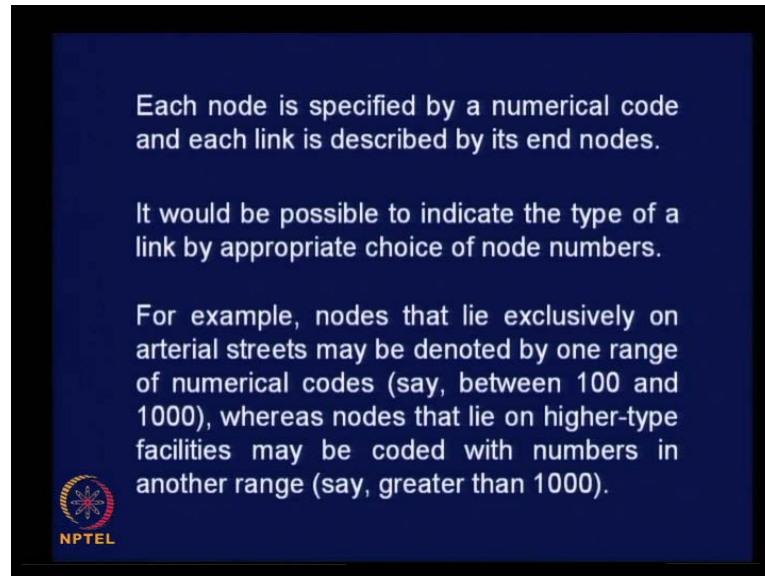 Each node is specified by a numerical code
and each link is described by its end nodes.
It would be possible to indicate the type of a
link by appropriate choice of node numbers.
For example, nodes that lie exclusively on
arterial streets may be denoted by one range
of numerical codes (say, between 100 and
1000), whereas nodes that lie on higher-type
facilities may be coded with numbers in
another range (say, greater than 1000).
NPTEL